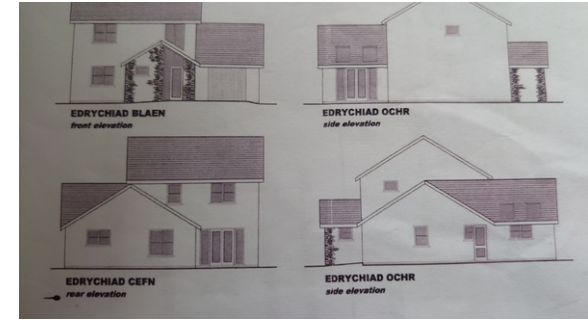 EDRYCHIAD BLAEN
front elevation
EDRYCHIAD OCHR
side elevation
EDRYCHIAD CEFN
rear elevation
EDRYCHIAD OCHR
side elevation